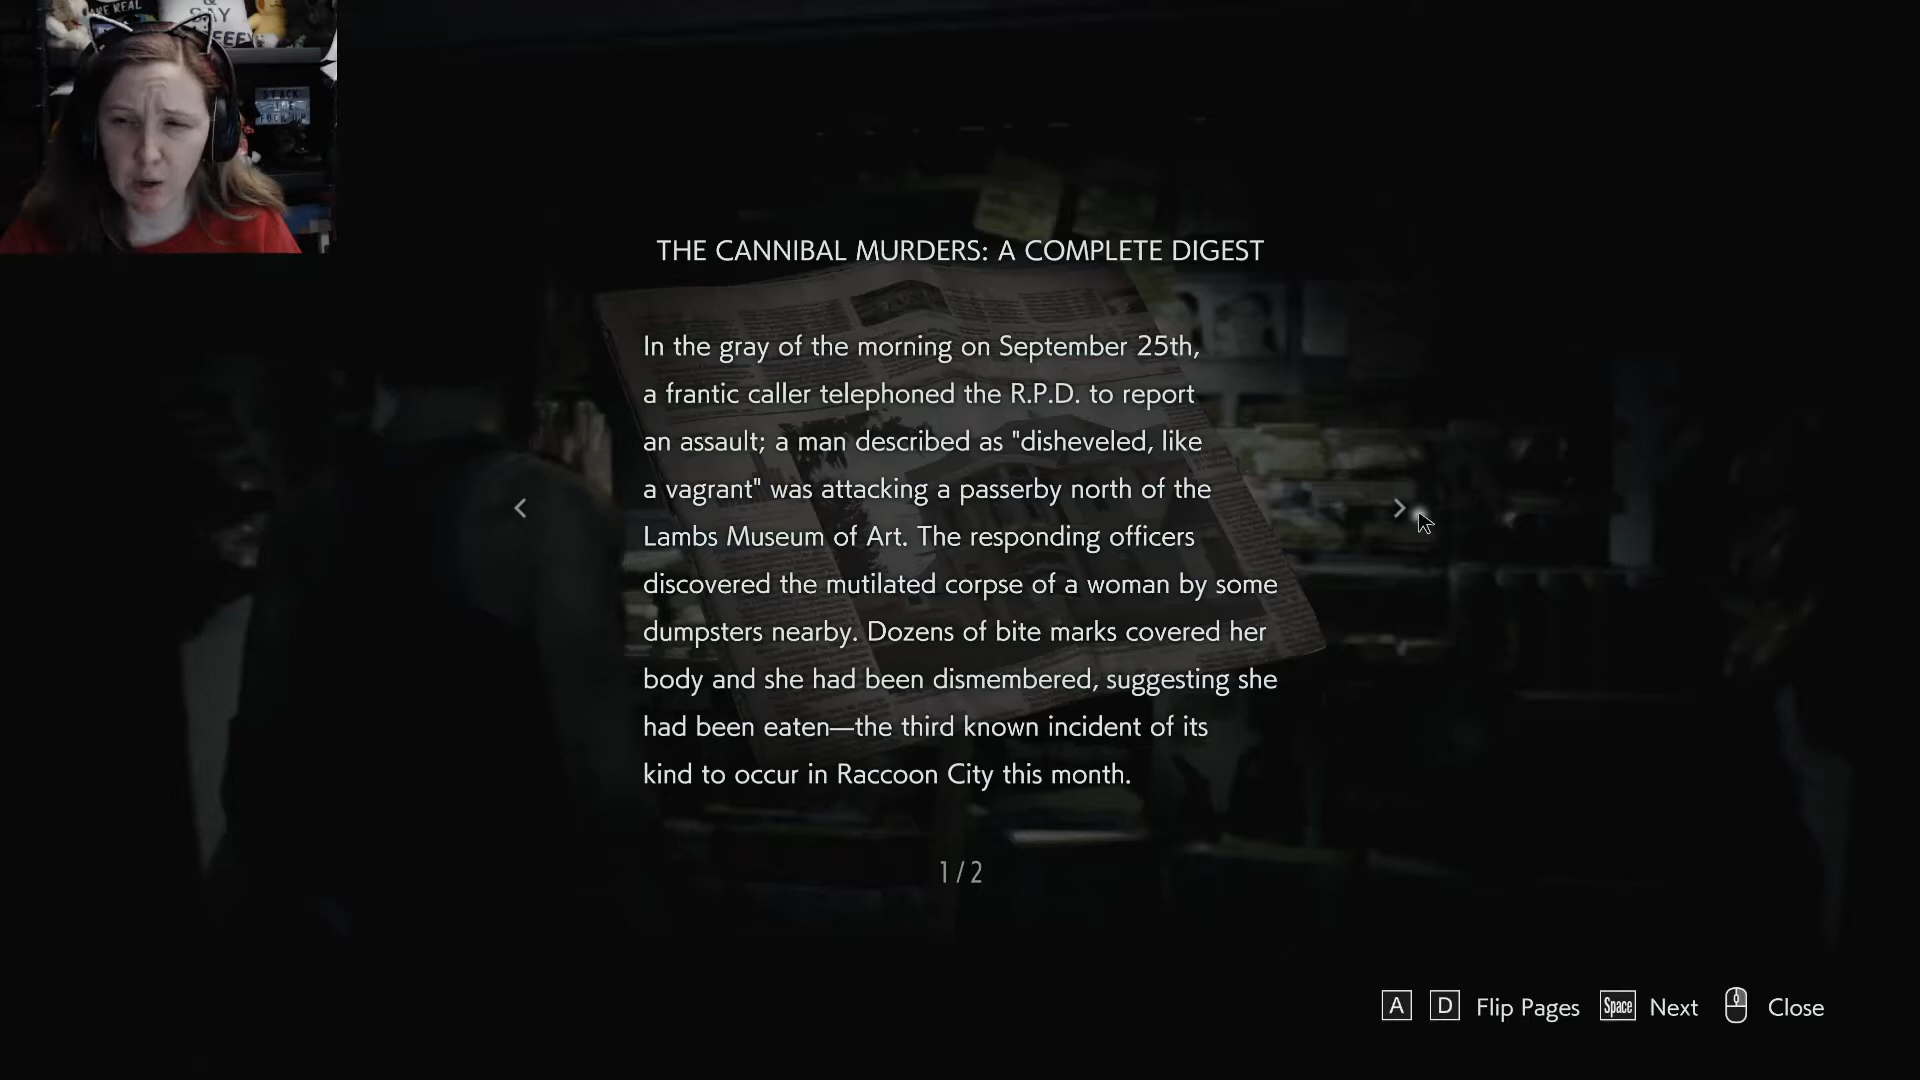 ARE REAL
&
SAY
THE CANNIBAL MURDERS: A COMPLETE DIGEST
In the gray of the morning on September 25th,
a frantic caller telephoned the R.P.D. to report
an assault; a man described as "disheveled, like
a vagrant" was attacking a passerby north of the
Lambs Museum of Art. The responding officers
discovered the mutilated corpse of a woman by some
dumpsters nearby. Dozens of bite marks covered her
body and she had been dismembered, suggesting she
had been eaten—the third known incident of its
kind to occur in Raccoon City this month.
1 / 2
A D Flip Pages Space Next Close